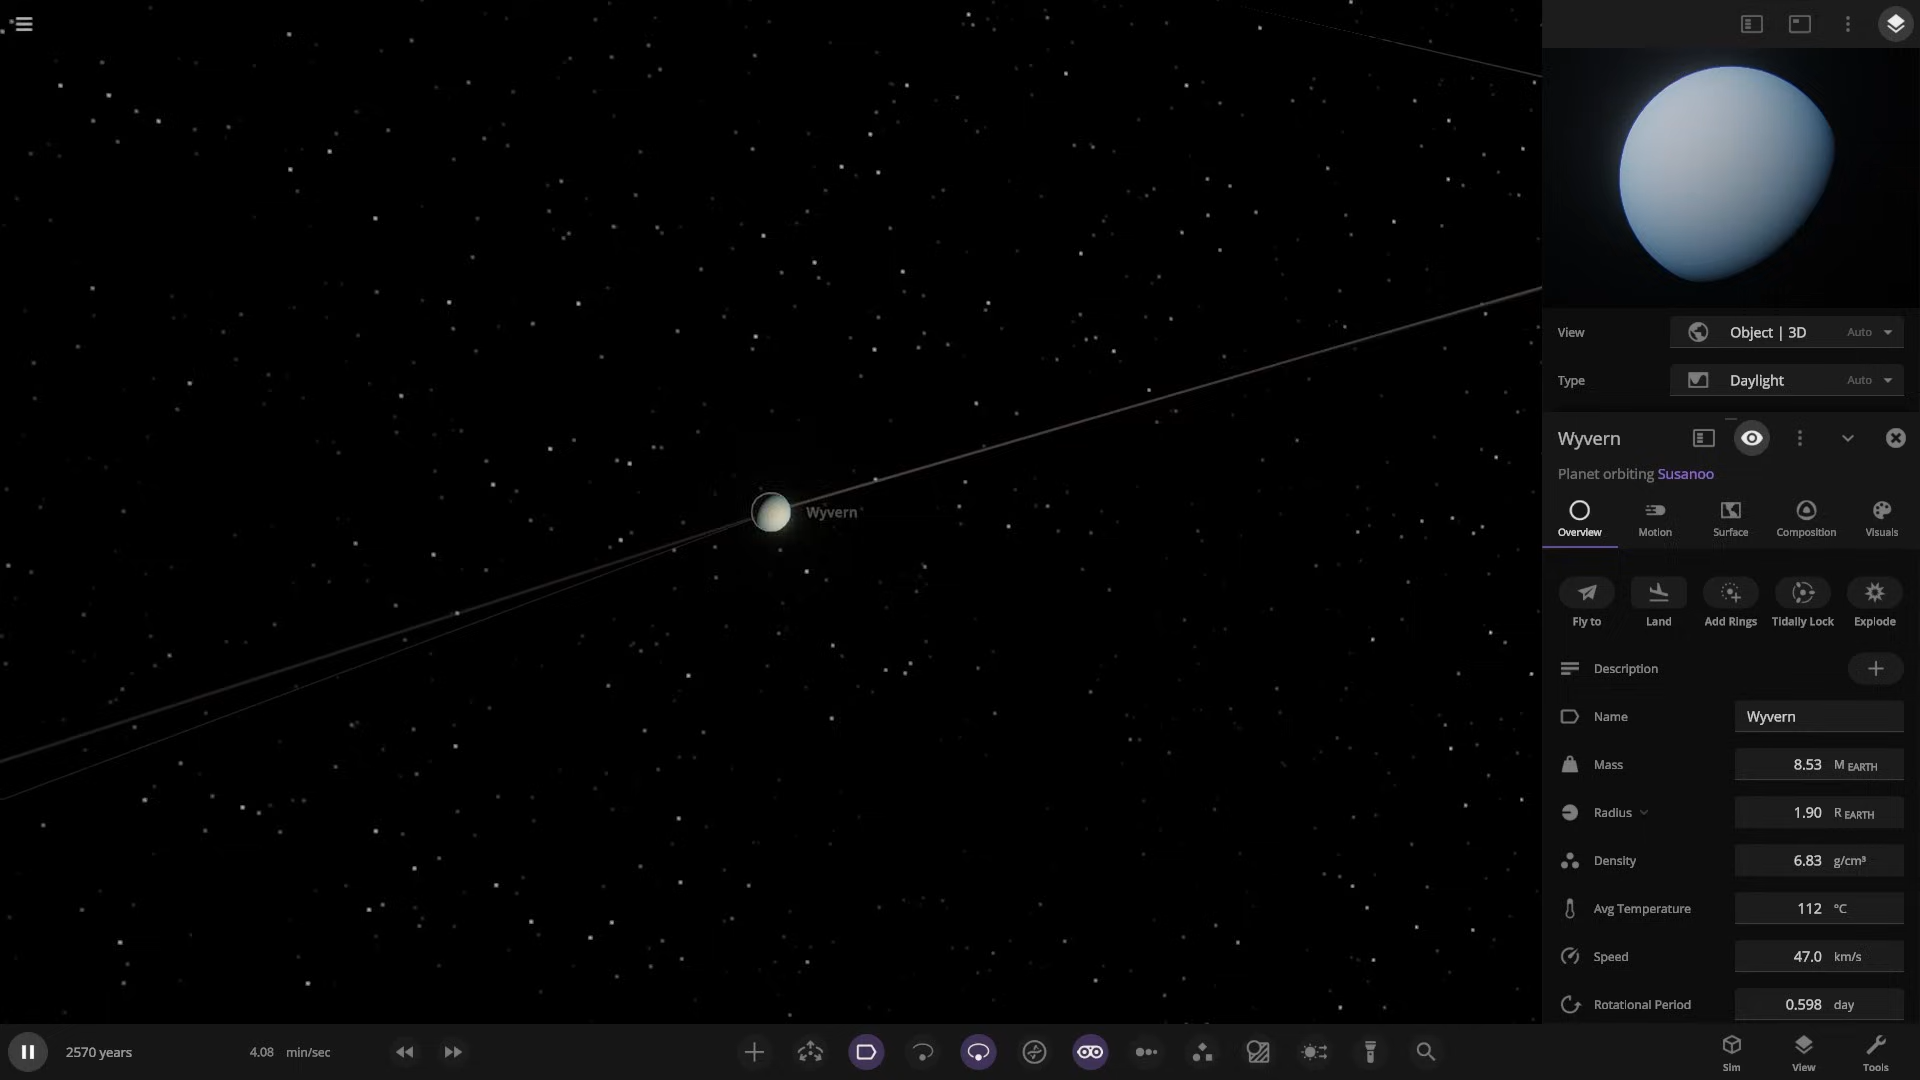 View
Object | 3D
Auto
Type
Daylight
Auto
Wyvern
Planet orbiting Susanoo
Overview
Motion
Surface
Composition
Visuals
Fly to
Land
Add Rings
Tidally Lock
Explode
Description
Name
Wyvern
Mass
8.53 M EARTH
Radius
1.90 R EARTH
Density
6.83 g/cm³
Avg Temperature
112 °C
Speed
47.0 km/s
Rotational Period
0.598 day
Wyvern
2570 years
4.08 min/sec
Sim
View
Tools